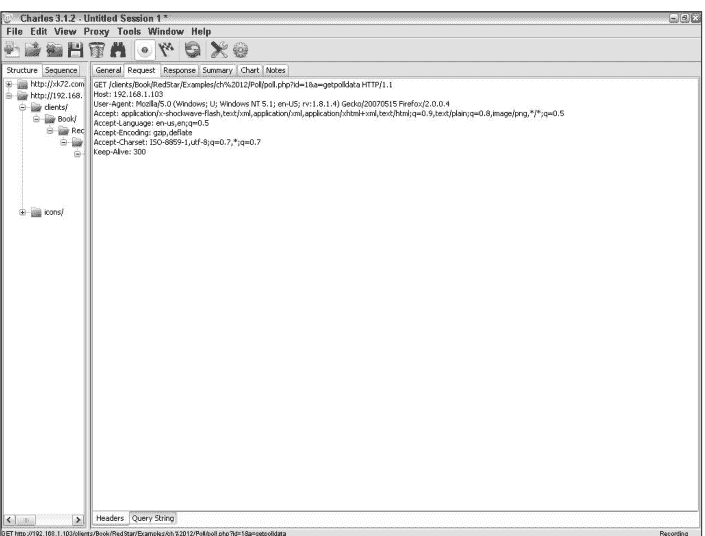 Charles 3.1.2 - Untitled Session 1 *
File Edit View Proxy Tools Window Help
Structure Sequence
General Request Response Summary Chart Notes
http://xk72.com
http://192.168.
clients/
Book/
Red
icons/
GET /clients/Book/RedStar/Examples/ch%2012/Poll/poll.php?id=1&a=getpolldata HTTP/1.1
Host: 192.168.1.103
User-Agent: Mozilla/5.0 (Windows; U; Windows NT 5.1; en-US; rv:1.8.1.4) Gecko/20070515 Firefox/2.0.0.4
Accept: application/x-shockwave-flash,text/xml,application/xml,application/xhtml+xml,text/html;q=0.9,text/plain;q=0.8,image/png,*/*;q=0.5
Accept-Language: en-us,en;q=0.5
Accept-Encoding: gzip,deflate
Accept-Charset: ISO-8859-1,utf-8;q=0.7,*;q=0.7
Keep-Alive: 300
Headers Query String
GET http://192.168.1.103/clients/Book/RedStar/Examples/ch%2012/Poll/poll.php?id=1&a=getpolldata
Recording